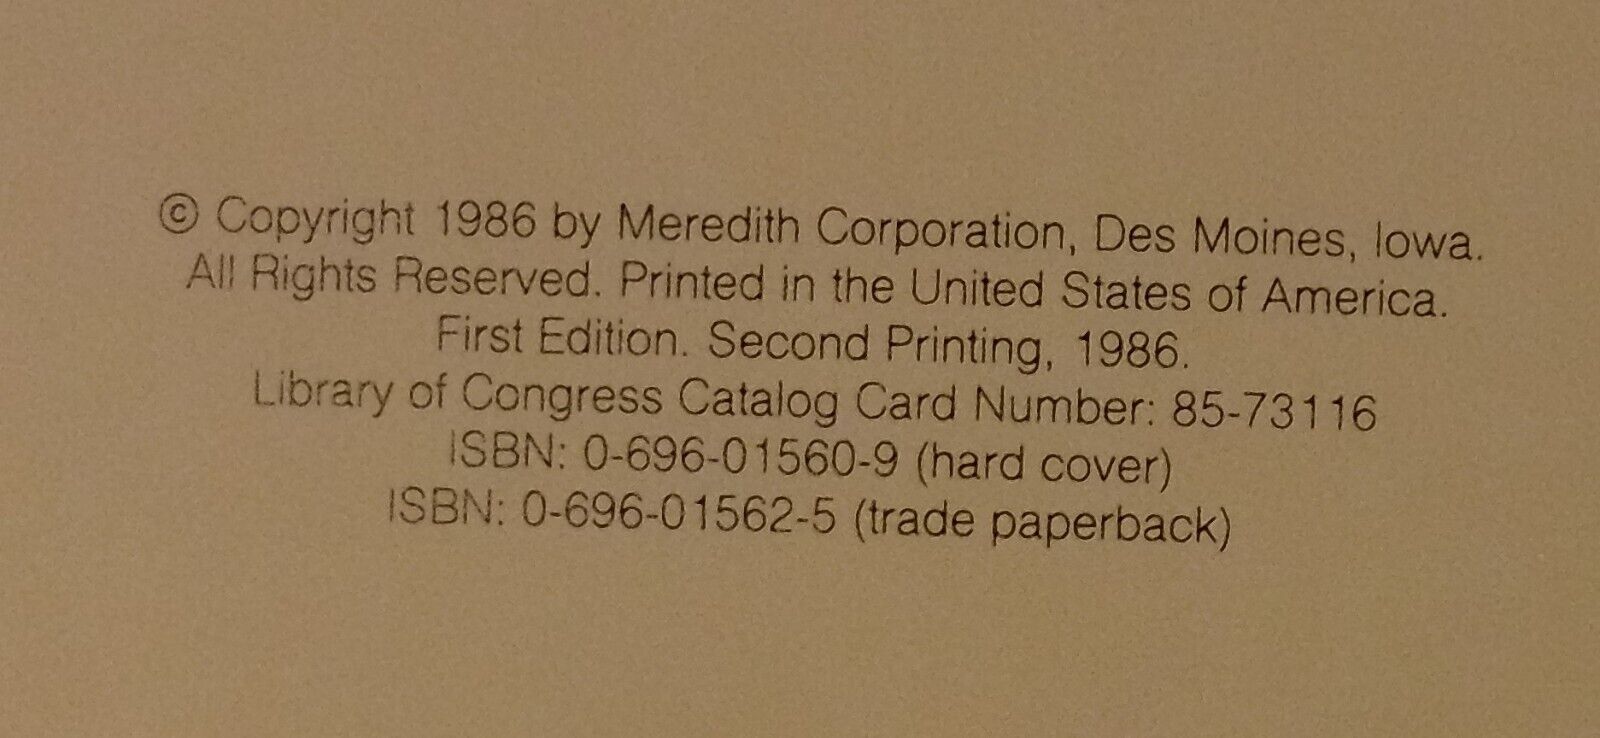 © Copyright 1986 by Meredith Corporation, Des Moines, Iowa.
All Rights Reserved. Printed in the United States of America.
First Edition. Second Printing, 1986.
Library of Congress Catalog Card Number: 85-73116
ISBN: 0-696-01560-9 (hard cover)
ISBN: 0-696-01562-5 (trade paperback)